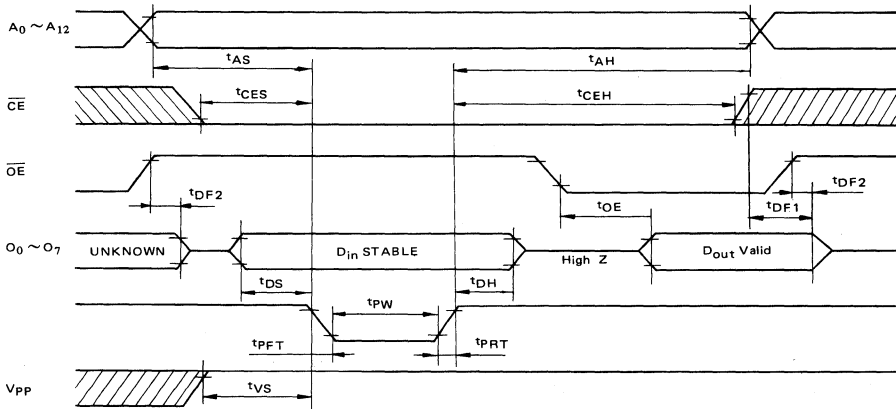 A0 ~ A12
tAS
tAH
CE
tCES
tCEH
OE
tDF2
tOE
tDF1
tDF2
O0 ~ O7
UNKNOWN
Din STABLE
High Z
Dout Valid
tDS
tPW
tDH
tPFT
tPRT
VPP
tVS